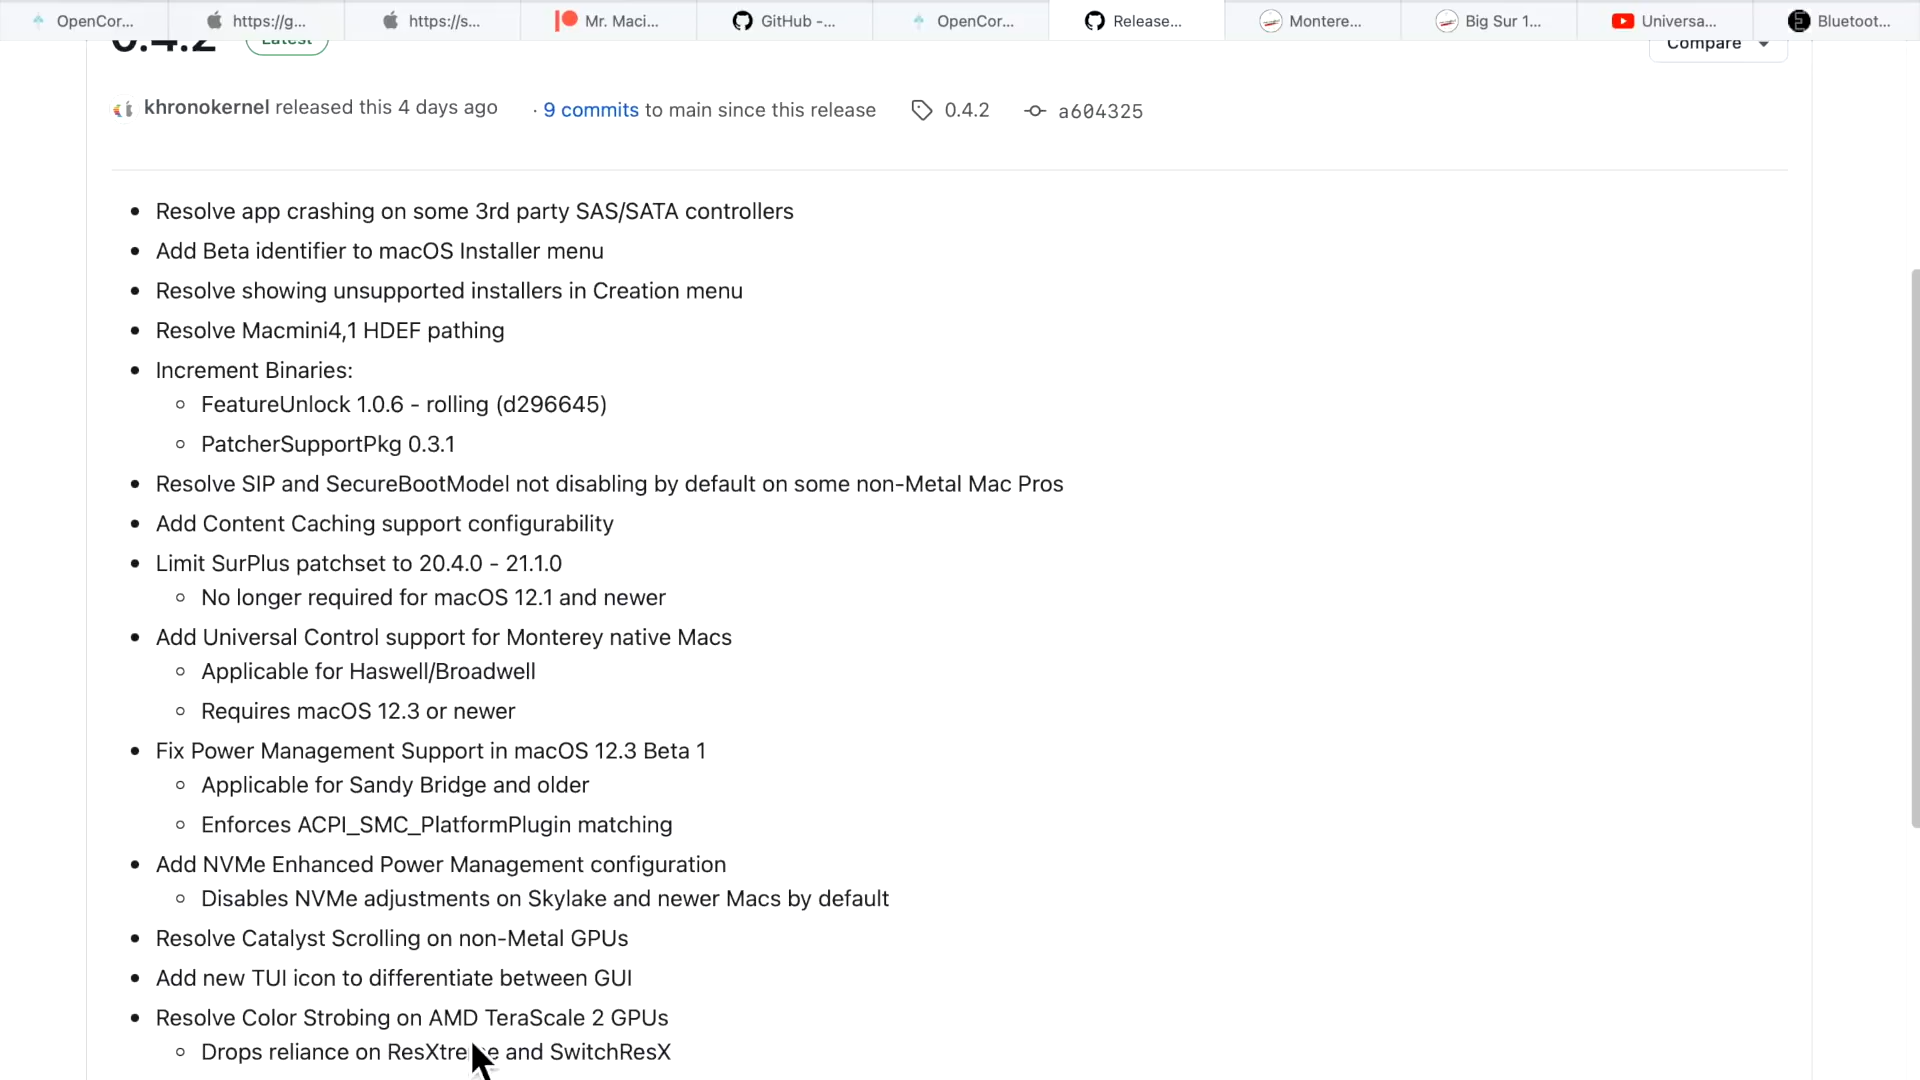 OpenCor...
https://g...
https://s...
Mr. Maci...
GitHub -...
OpenCor...
Release...
Montere...
Big Sur 1...
Universa...
Bluetoot...
0.4.2
Latest
Compare
khronokernel released this 4 days ago · 9 commits to main since this release 0.4.2 a604325
• Resolve app crashing on some 3rd party SAS/SATA controllers
• Add Beta identifier to macOS Installer menu
• Resolve showing unsupported installers in Creation menu
• Resolve Macmini4,1 HDEF pathing
• Increment Binaries:
◦ FeatureUnlock 1.0.6 - rolling (d296645)
◦ PatcherSupportPkg 0.3.1
• Resolve SIP and SecureBootModel not disabling by default on some non-Metal Mac Pros
• Add Content Caching support configurability
• Limit SurPlus patchset to 20.4.0 - 21.1.0
◦ No longer required for macOS 12.1 and newer
• Add Universal Control support for Monterey native Macs
◦ Applicable for Haswell/Broadwell
◦ Requires macOS 12.3 or newer
• Fix Power Management Support in macOS 12.3 Beta 1
◦ Applicable for Sandy Bridge and older
◦ Enforces ACPI_SMC_PlatformPlugin matching
• Add NVMe Enhanced Power Management configuration
◦ Disables NVMe adjustments on Skylake and newer Macs by default
• Resolve Catalyst Scrolling on non-Metal GPUs
• Add new TUI icon to differentiate between GUI
• Resolve Color Strobing on AMD TeraScale 2 GPUs
◦ Drops reliance on ResXtreme and SwitchResX